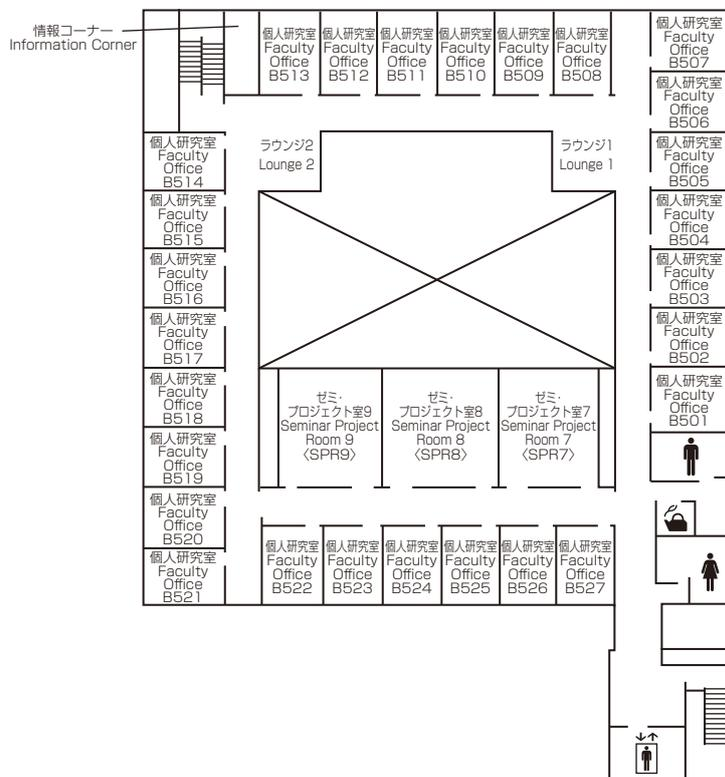 情報コーナー
Information Corner
個人研究室
Faculty
Office
B513
個人研究室
Faculty
Office
B512
個人研究室
Faculty
Office
B511
個人研究室
Faculty
Office
B510
個人研究室
Faculty
Office
B509
個人研究室
Faculty
Office
B508
個人研究室
Faculty
Office
B507
個人研究室
Faculty
Office
B506
個人研究室
Faculty
Office
B505
個人研究室
Faculty
Office
B504
個人研究室
Faculty
Office
B503
個人研究室
Faculty
Office
B502
個人研究室
Faculty
Office
B501
ラウンジ2
Lounge 2
ラウンジ1
Lounge 1
個人研究室
Faculty
Office
B514
個人研究室
Faculty
Office
B515
個人研究室
Faculty
Office
B516
個人研究室
Faculty
Office
B517
個人研究室
Faculty
Office
B518
個人研究室
Faculty
Office
B519
個人研究室
Faculty
Office
B520
個人研究室
Faculty
Office
B521
ゼミ・
プロジェクト室9
Seminar Project
Room 9
〈SPR9〉
ゼミ・
プロジェクト室8
Seminar Project
Room 8
〈SPR8〉
ゼミ・
プロジェクト室7
Seminar Project
Room 7
〈SPR7〉
個人研究室
Faculty
Office
B522
個人研究室
Faculty
Office
B523
個人研究室
Faculty
Office
B524
個人研究室
Faculty
Office
B525
個人研究室
Faculty
Office
B526
個人研究室
Faculty
Office
B527